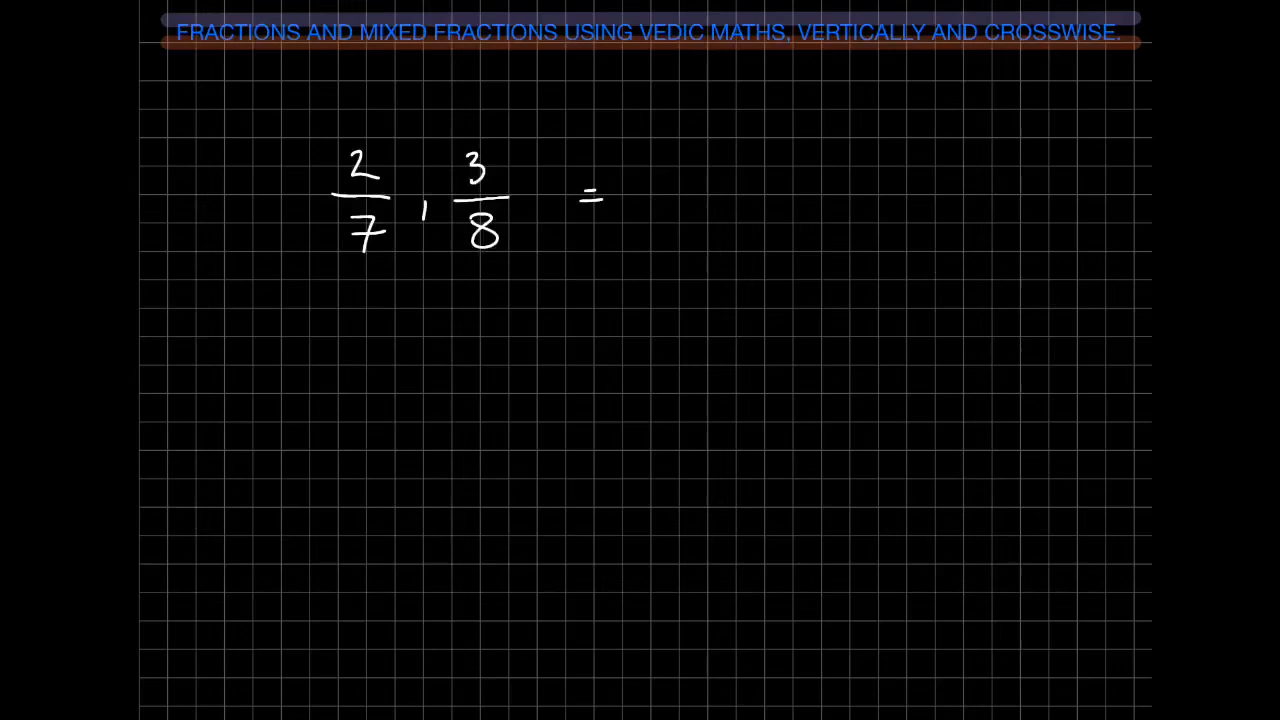 FRACTIONS AND MIXED FRACTIONS USING VEDIC MATHS, VERTICALLY AND CROSSWISE.
2/7 , 3/8 =